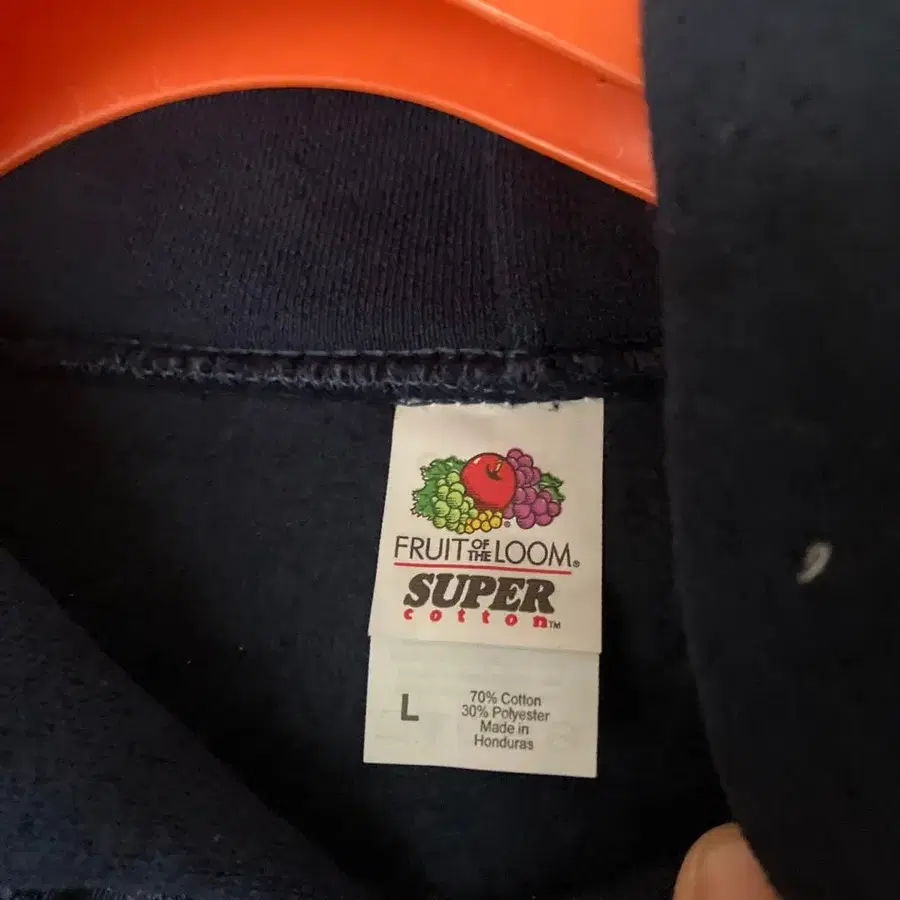 FRUIT OF THE LOOM®
SUPER
cotton™
L
70% Cotton
30% Polyester
Made in
Honduras